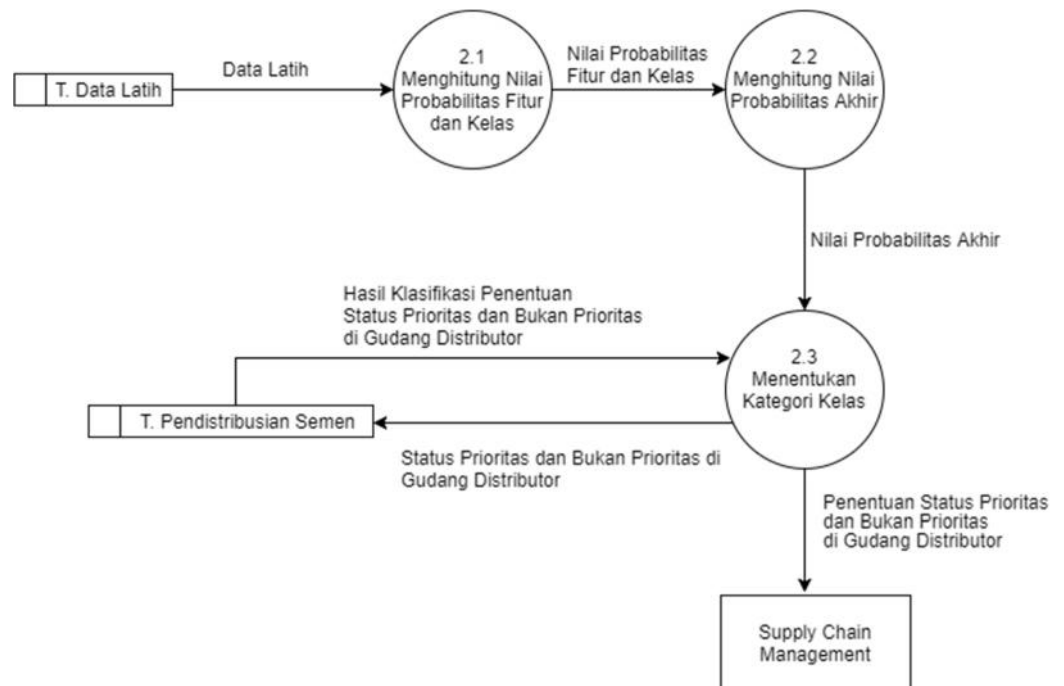 T. Data Latih
Data Latih
2.1
Menghitung Nilai
Probabilitas Fitur
dan Kelas
Nilai Probabilitas
Fitur dan Kelas
2.2
Menghitung Nilai
Probabilitas Akhir
Nilai Probabilitas Akhir
Hasil Klasifikasi Penentuan
Status Prioritas dan Bukan Prioritas
di Gudang Distributor
2.3
Menentukan
Kategori Kelas
T. Pendistribusian Semen
Status Prioritas dan Bukan Prioritas di
Gudang Distributor
Penentuan Status Prioritas
dan Bukan Prioritas
di Gudang Distributor
Supply Chain
Management